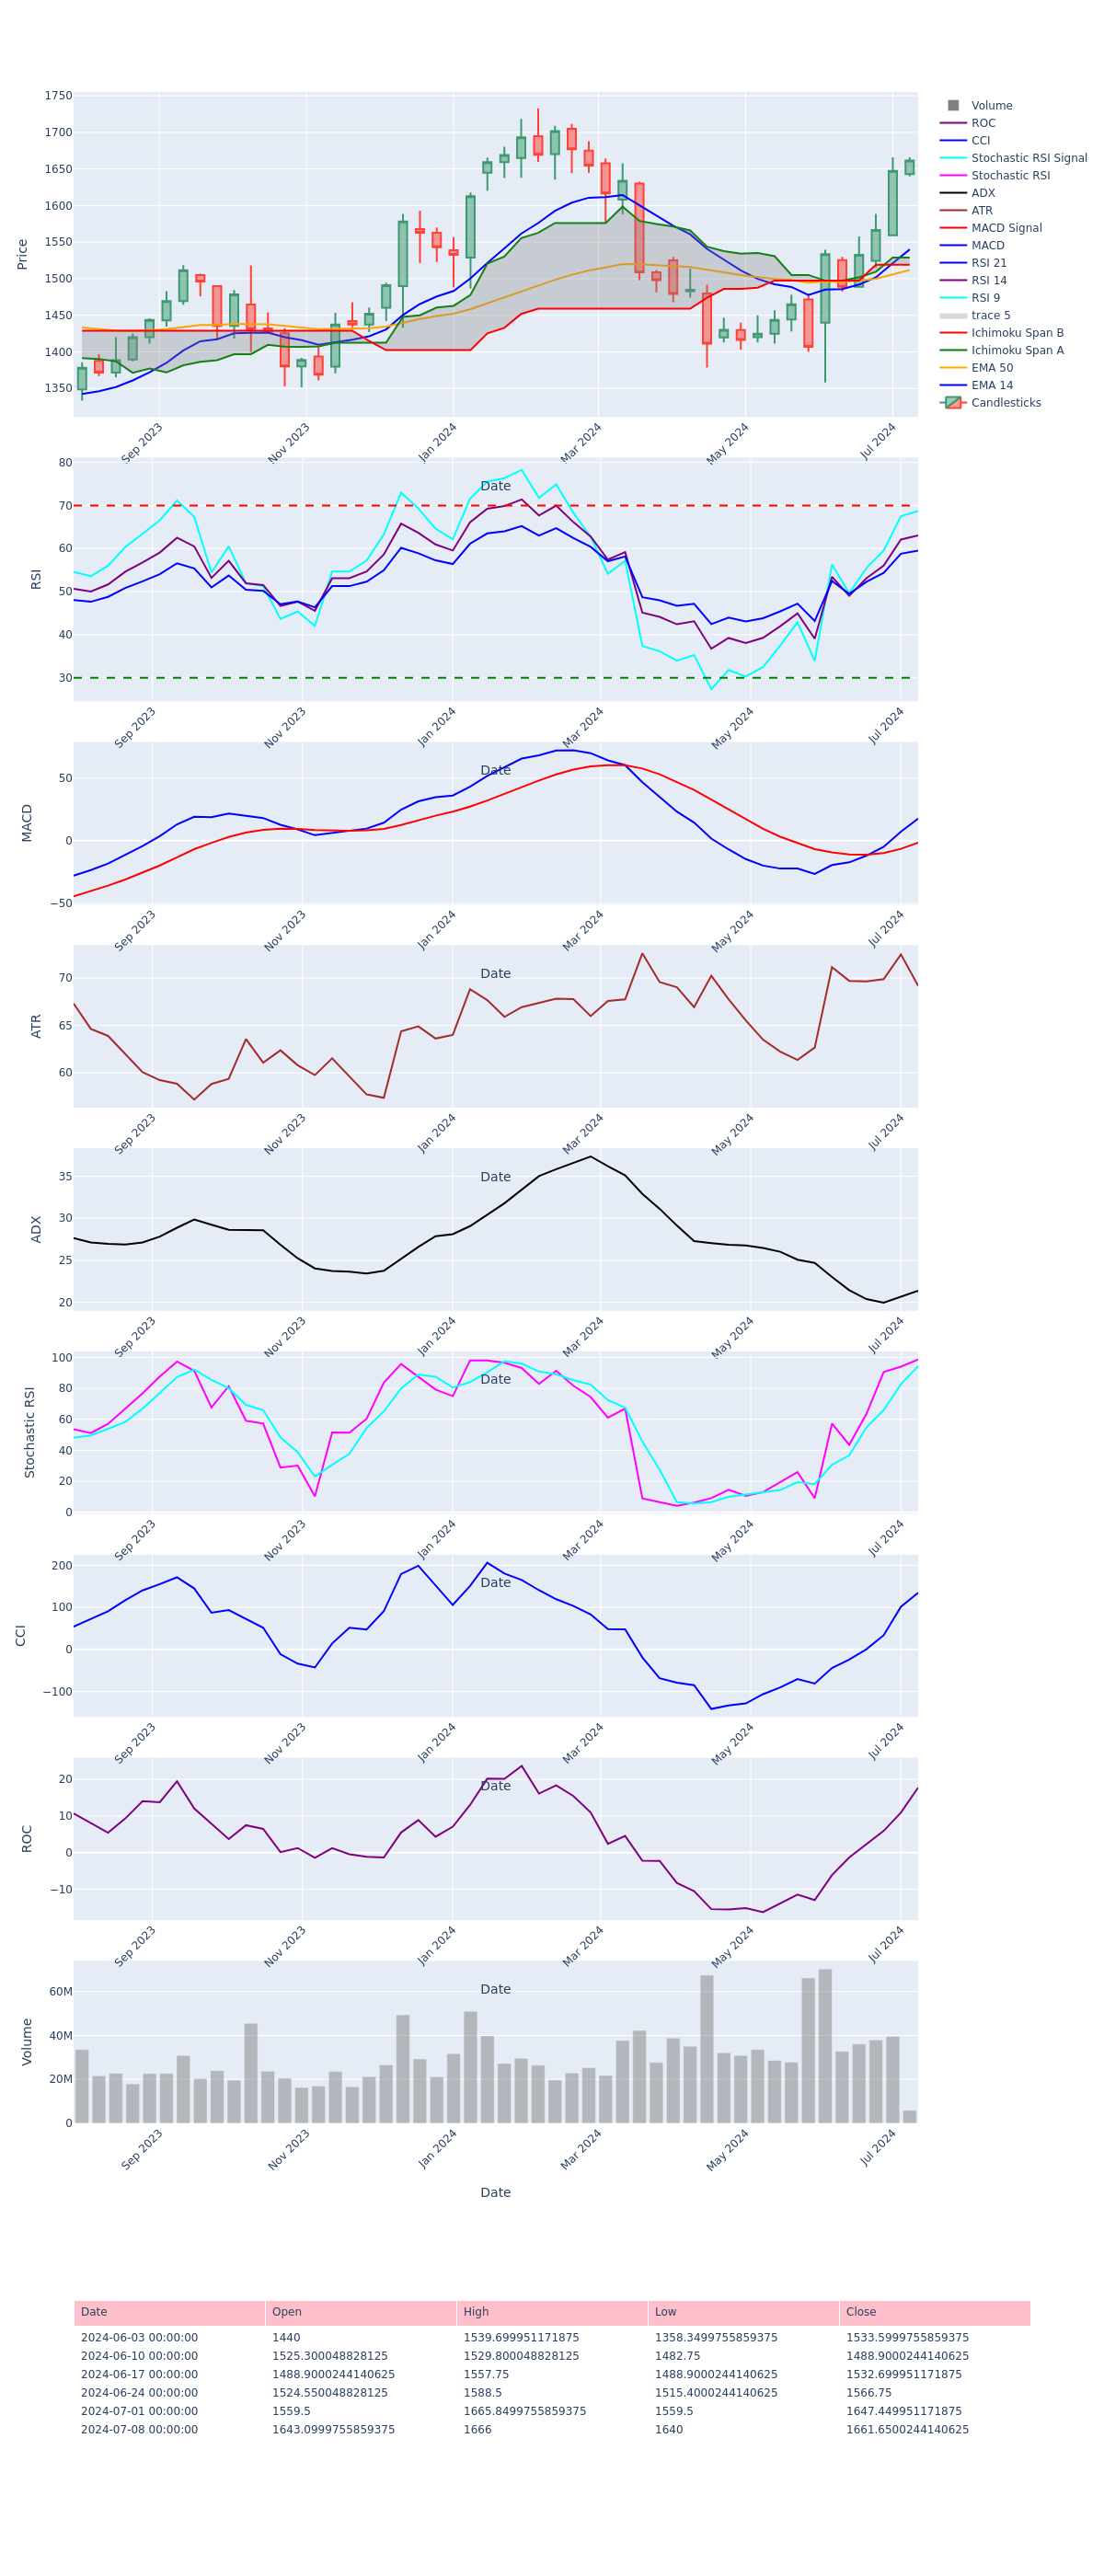 1750
1700
1650
1600
1550
1500
1450
1400
1350
Price
Sep 2023
Nov 2023
Jan 2024
Mar 2024
May 2024
Jul 2024
Date
Volume
ROC
CCI
Stochastic RSI Signal
Stochastic RSI
ADX
ATR
MACD Signal
MACD
RSI 21
RSI 14
RSI 9
trace 5
Ichimoku Span B
Ichimoku Span A
EMA 50
EMA 14
Candlesticks
80
70
60
50
40
30
RSI
Sep 2023
Nov 2023
Jan 2024
Mar 2024
May 2024
Jul 2024
Date
50
0
−50
MACD
Sep 2023
Nov 2023
Jan 2024
Mar 2024
May 2024
Jul 2024
Date
70
65
60
ATR
Sep 2023
Nov 2023
Jan 2024
Mar 2024
May 2024
Jul 2024
Date
35
30
25
20
ADX
Sep 2023
Nov 2023
Jan 2024
Mar 2024
May 2024
Jul 2024
Date
100
80
60
40
20
0
Stochastic RSI
Sep 2023
Nov 2023
Jan 2024
Mar 2024
May 2024
Jul 2024
Date
200
100
0
−100
CCI
Sep 2023
Nov 2023
Jan 2024
Mar 2024
May 2024
Jul 2024
Date
20
10
0
−10
ROC
Sep 2023
Nov 2023
Jan 2024
Mar 2024
May 2024
Jul 2024
Date
60M
40M
20M
0
Volume
Sep 2023
Nov 2023
Jan 2024
Mar 2024
May 2024
Jul 2024
Date
Date Open High Low Close
2024-06-03 00:00:00 1440 1539.699951171875 1358.3499755859375 1533.5999755859375
2024-06-10 00:00:00 1525.300048828125 1529.800048828125 1482.75 1488.9000244140625
2024-06-17 00:00:00 1488.9000244140625 1557.75 1488.9000244140625 1532.699951171875
2024-06-24 00:00:00 1524.550048828125 1588.5 1515.4000244140625 1566.75
2024-07-01 00:00:00 1559.5 1665.8499755859375 1559.5 1647.449951171875
2024-07-08 00:00:00 1643.0999755859375 1666 1640 1661.6500244140625